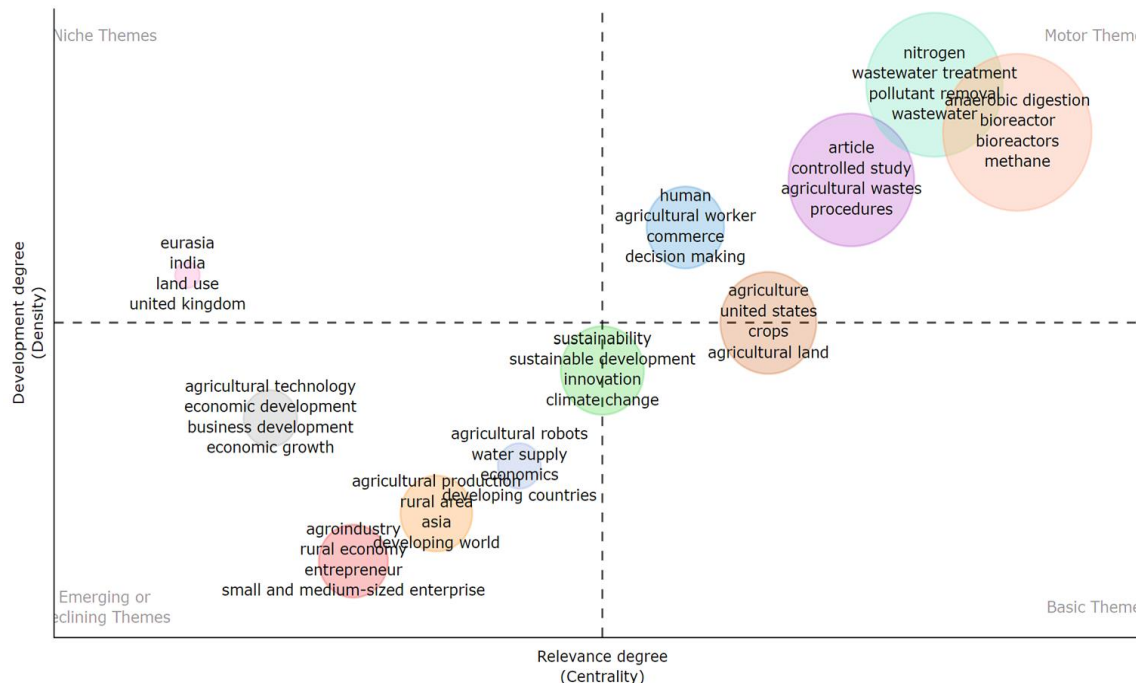 Niche Themes
Motor Theme
nitrogen
wastewater treatment
pollutant removal
wastewater
anaerobic digestion
bioreactor
bioreactors
methane
article
controlled study
agricultural wastes
procedures
human
agricultural worker
commerce
decision making
eurasia
india
land use
united kingdom
agriculture
united states
crops
agricultural land
sustainability
sustainable development
innovation
climate change
agricultural technology
economic development
business development
economic growth
agricultural robots
water supply
economics
developing countries
agricultural production
rural area
asia
developing world
agroindustry
rural economy
entrepreneur
small and medium-sized enterprise
Emerging or
eclining Themes
Basic Theme
Development degree
(Density)
Relevance degree
(Centrality)